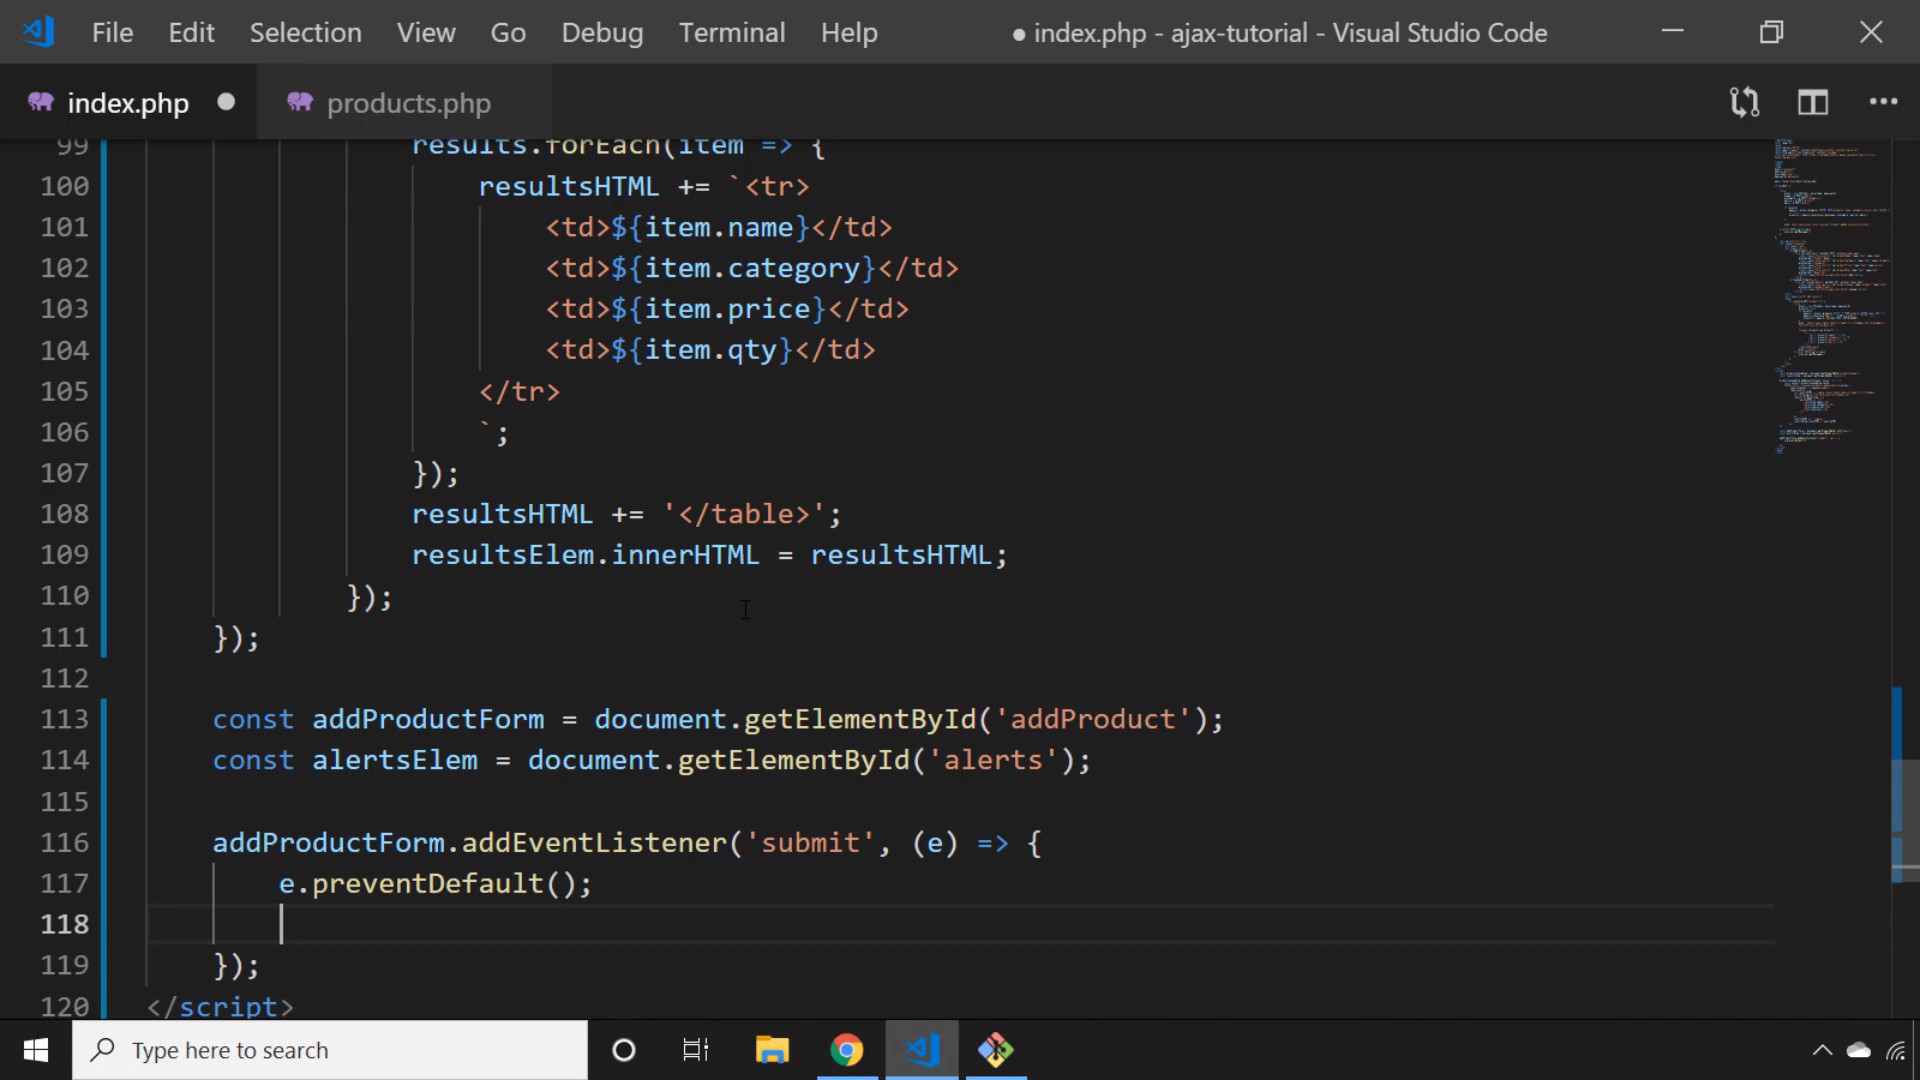 File Edit Selection View Go Debug Terminal Help ● index.php - ajax-tutorial - Visual Studio Code
index.php products.php
99 results.forEach(item => {
100 resultsHTML += `<tr>
101 <td>${item.name}</td>
102 <td>${item.category}</td>
103 <td>${item.price}</td>
104 <td>${item.qty}</td>
105 </tr>
106 `;
107 });
108 resultsHTML += '</table>';
109 resultsElem.innerHTML = resultsHTML;
110 });
111 });
112
113 const addProductForm = document.getElementById('addProduct');
114 const alertsElem = document.getElementById('alerts');
115
116 addProductForm.addEventListener('submit', (e) => {
117 e.preventDefault();
118
119 });
120 </script>
Type here to search